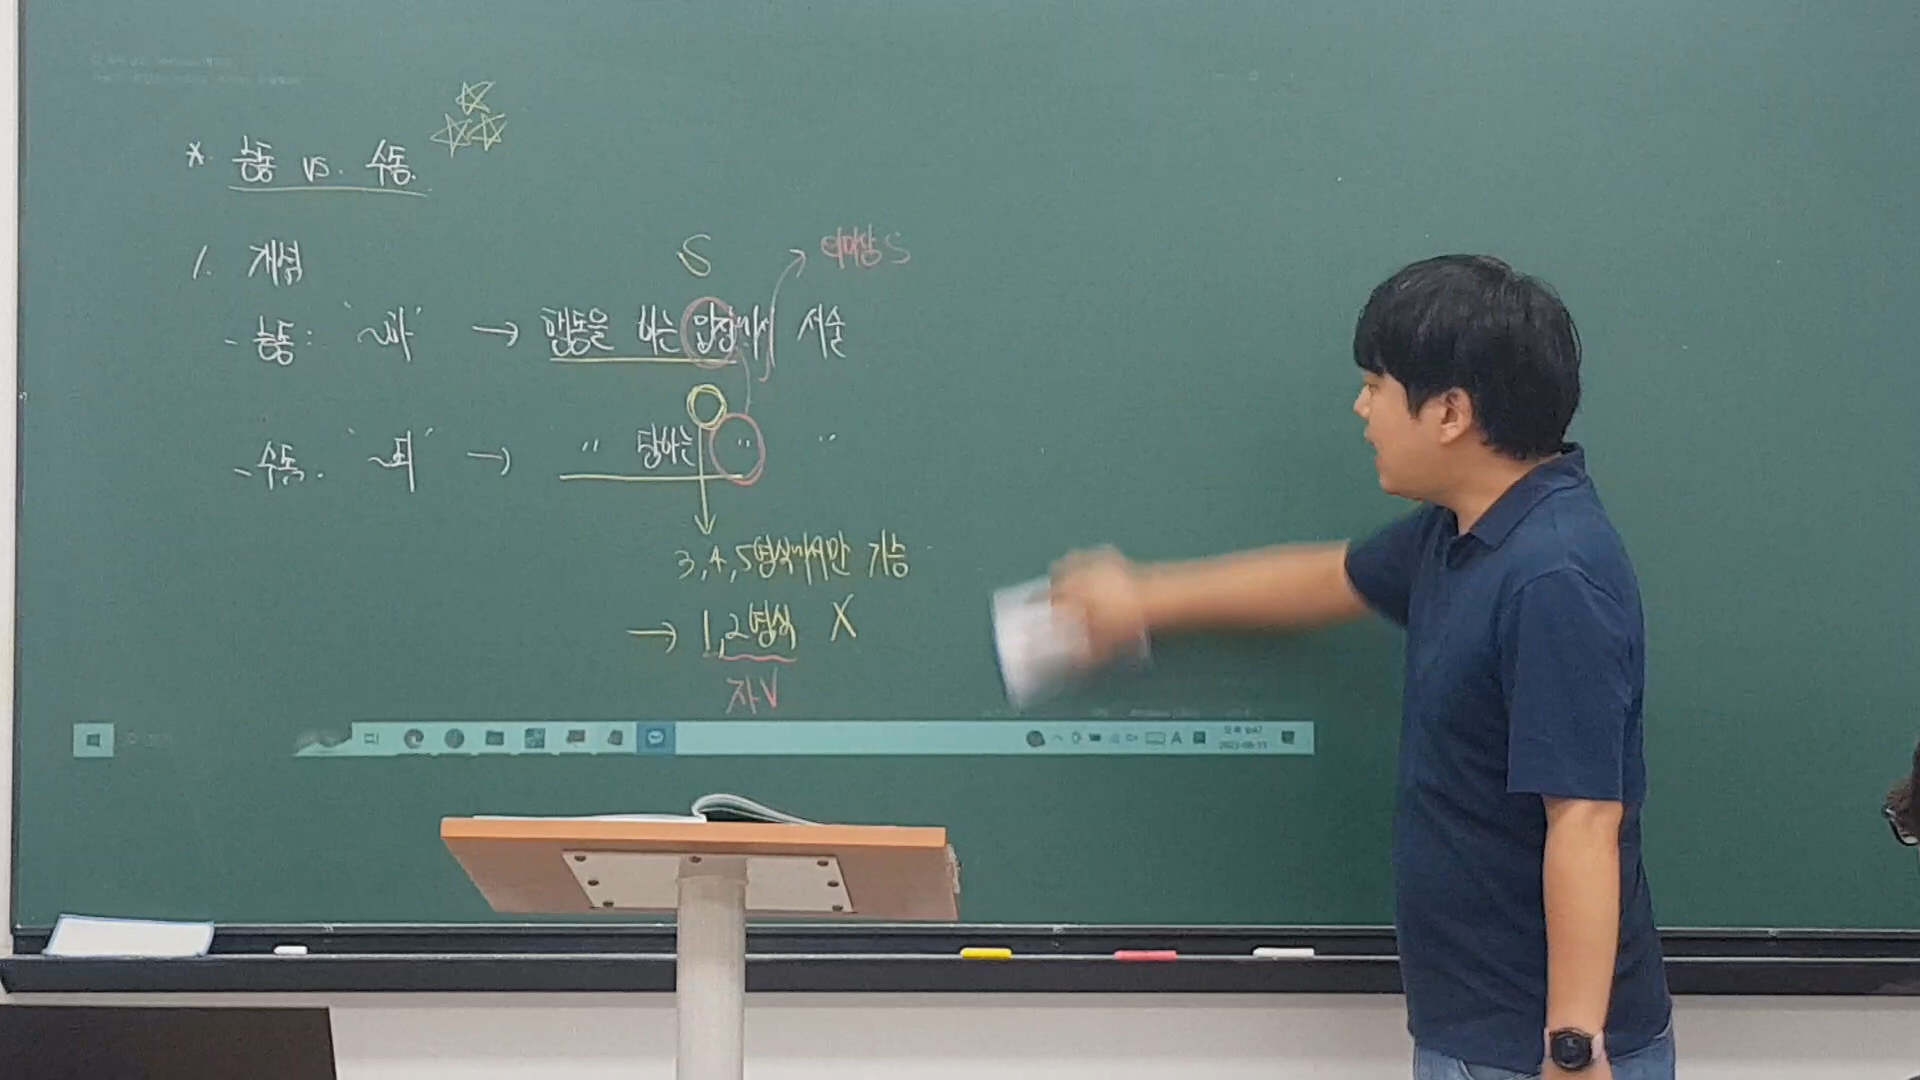 * 능동 vs. 수동.
1. 개념
S
의미상 S
- 능동: '~하' → 행동을 하는 입장에서 서술
- 수동. '~되' → 〃 당하는 〃 〃
3, 4, 5형식에서만 가능
→ 1, 2형식 X
자V
A